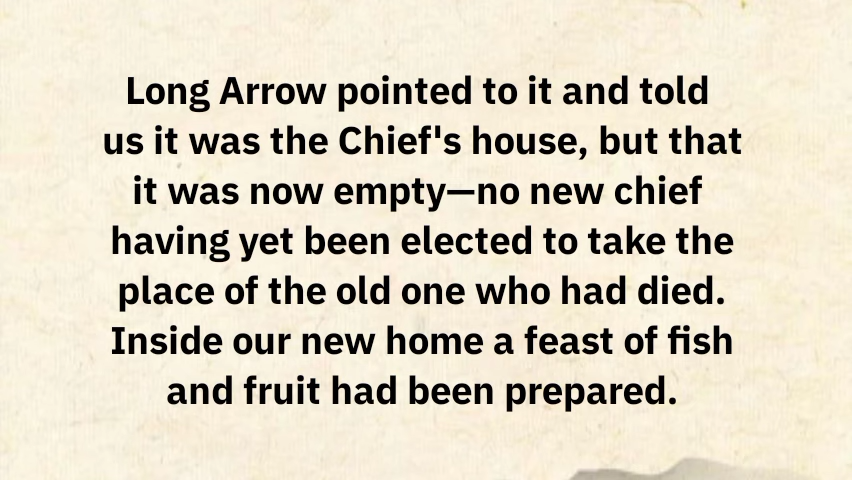 Long Arrow pointed to it and told
us it was the Chief's house, but that
it was now empty—no new chief
having yet been elected to take the
place of the old one who had died.
Inside our new home a feast of fish
and fruit had been prepared.